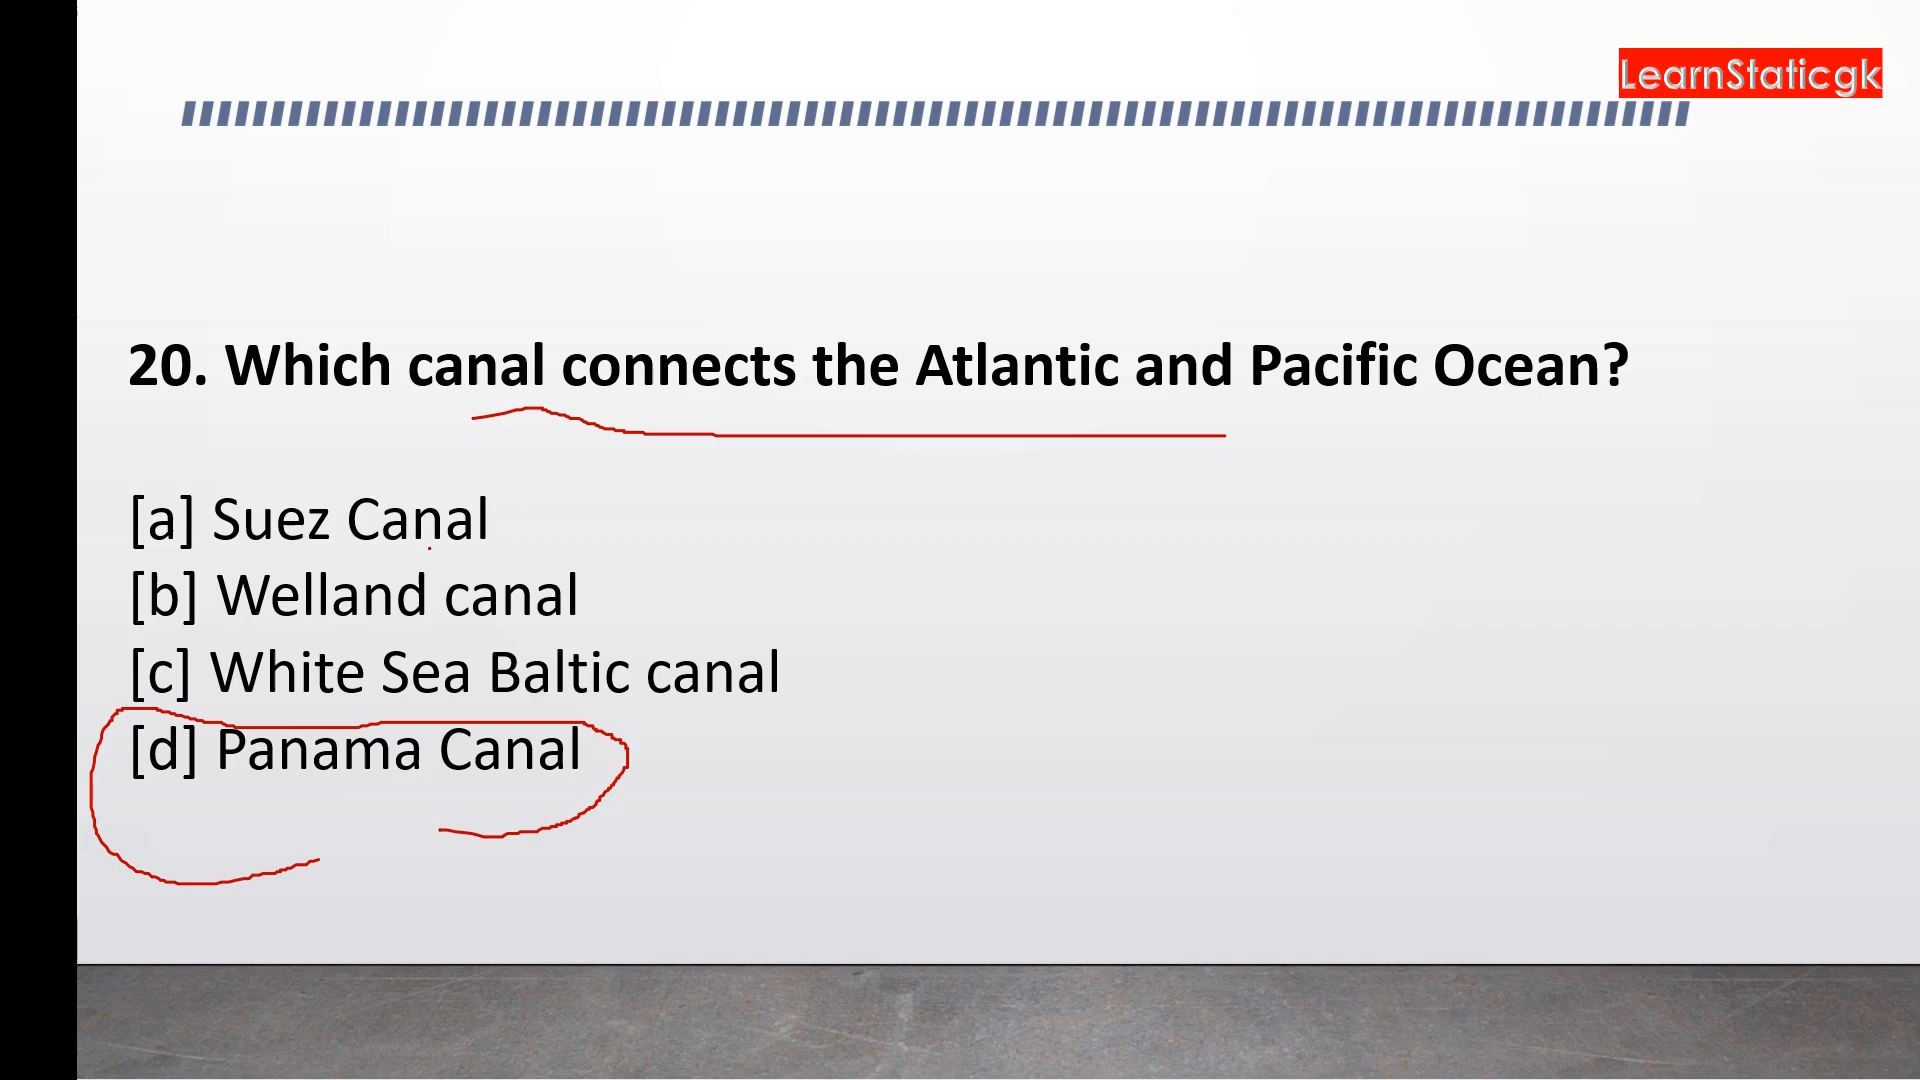 LearnStaticgk
20. Which canal connects the Atlantic and Pacific Ocean?
[a] Suez Canal
[b] Welland canal
[c] White Sea Baltic canal
[d] Panama Canal